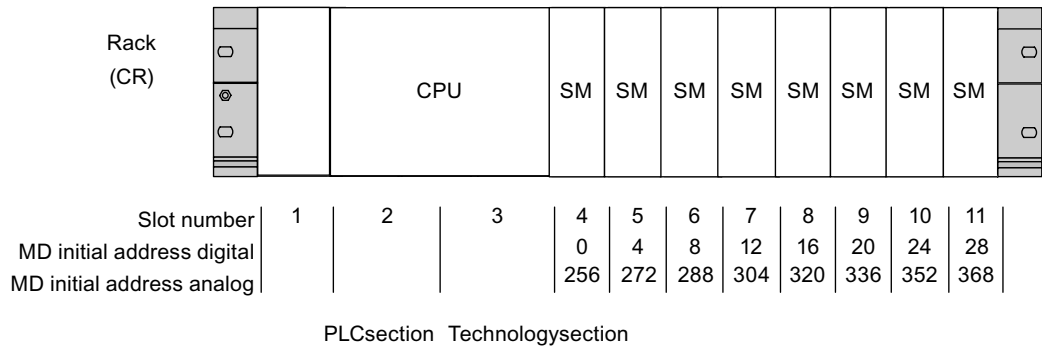 Rack
(CR)
CPU SM SM SM SM SM SM SM SM
Slot number 1 2 3 4 5 6 7 8 9 10 11
MD initial address digital 0 4 8 12 16 20 24 28
MD initial address analog 256 272 288 304 320 336 352 368
PLCsection Technologysection